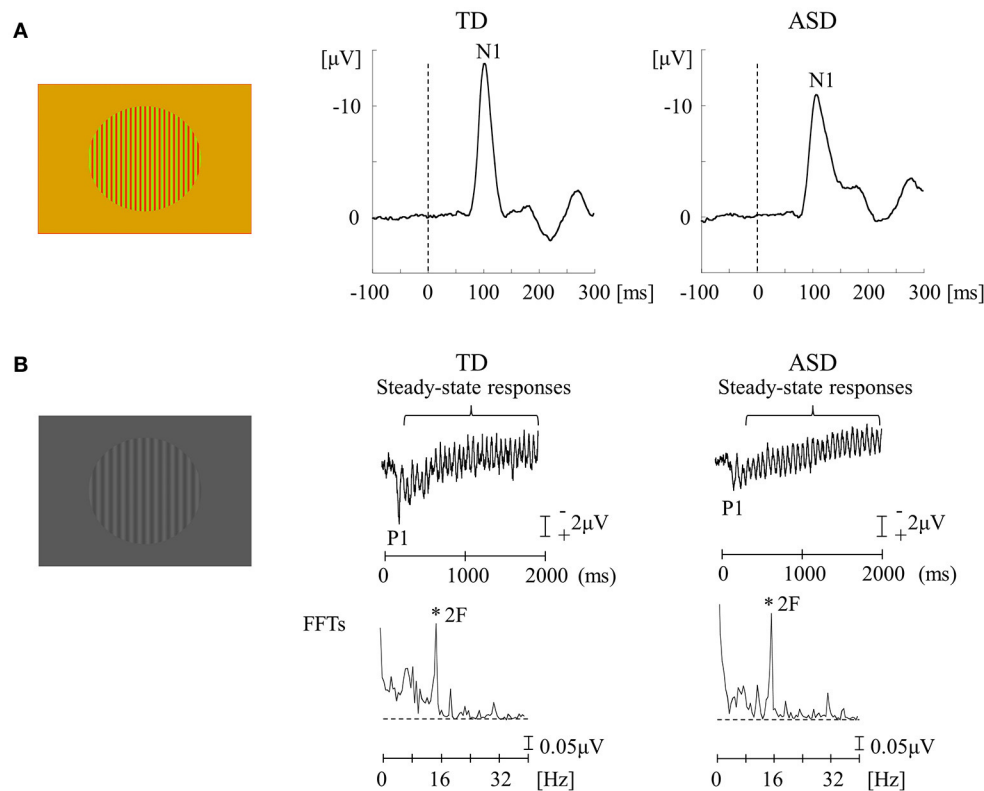 A
TD
ASD
[µV]
N1
-10
0
-100 0 100 200 300 [ms]
[µV]
N1
-10
0
-100 0 100 200 300 [ms]
B
TD
ASD
Steady-state responses
Steady-state responses
P1
- 
+ 2µV
0 1000 2000 (ms)
P1
-
+ 2µV
0 1000 2000 (ms)
FFTs
* 2F
* 2F
0.05µV
0 16 32 [Hz]
0.05µV
0 16 32 [Hz]